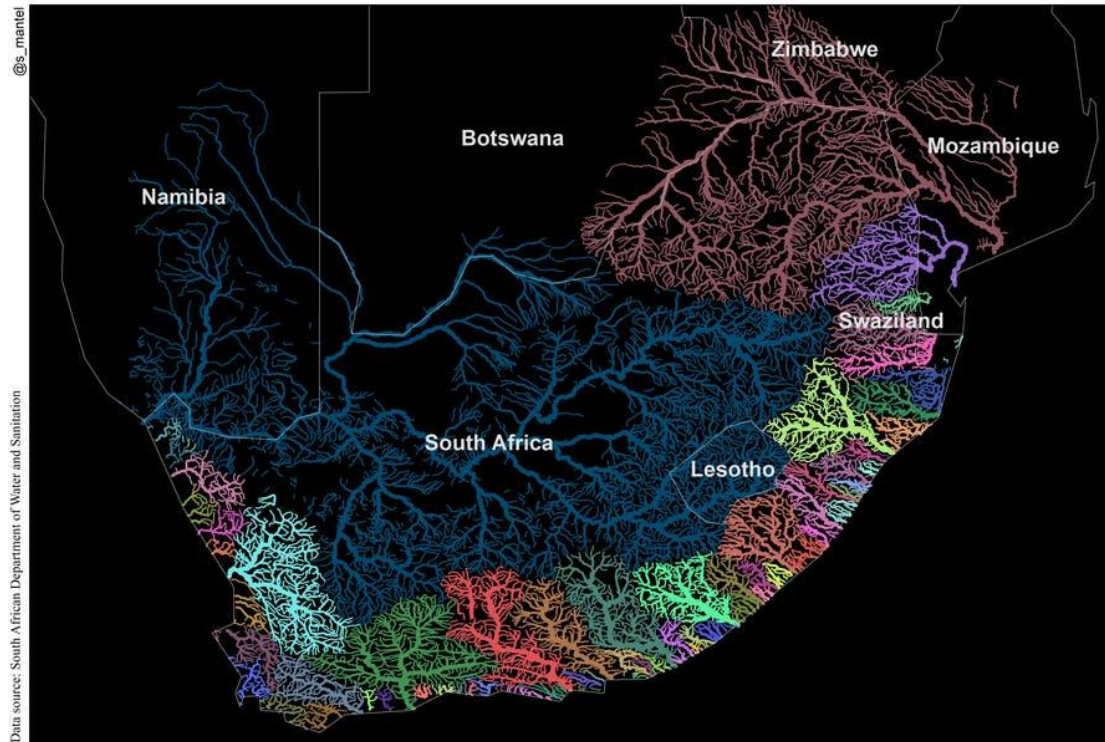 @s_mantel
Zimbabwe
Botswana
Mozambique
Namibia
Swaziland
South Africa
Lesotho
Data source: South African Department of Water and Sanitation